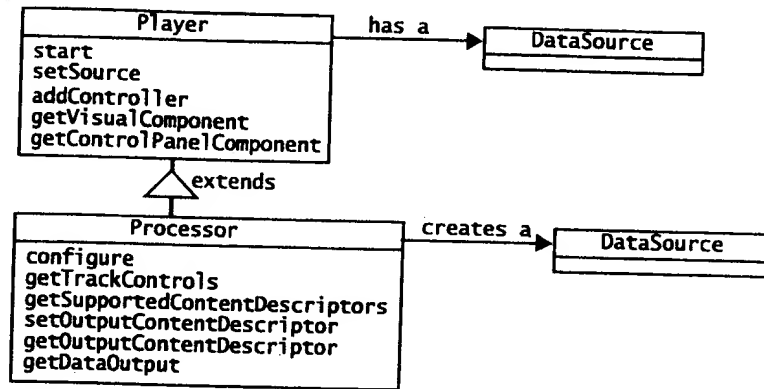 Player
has a
DataSource
start
setSource
addController
getVisualComponent
getControlPanelComponent
extends
Processor
creates a
DataSource
configure
getTrackControls
getSupportedContentDescriptors
setOutputContentDescriptor
getOutputContentDescriptor
getDataOutput